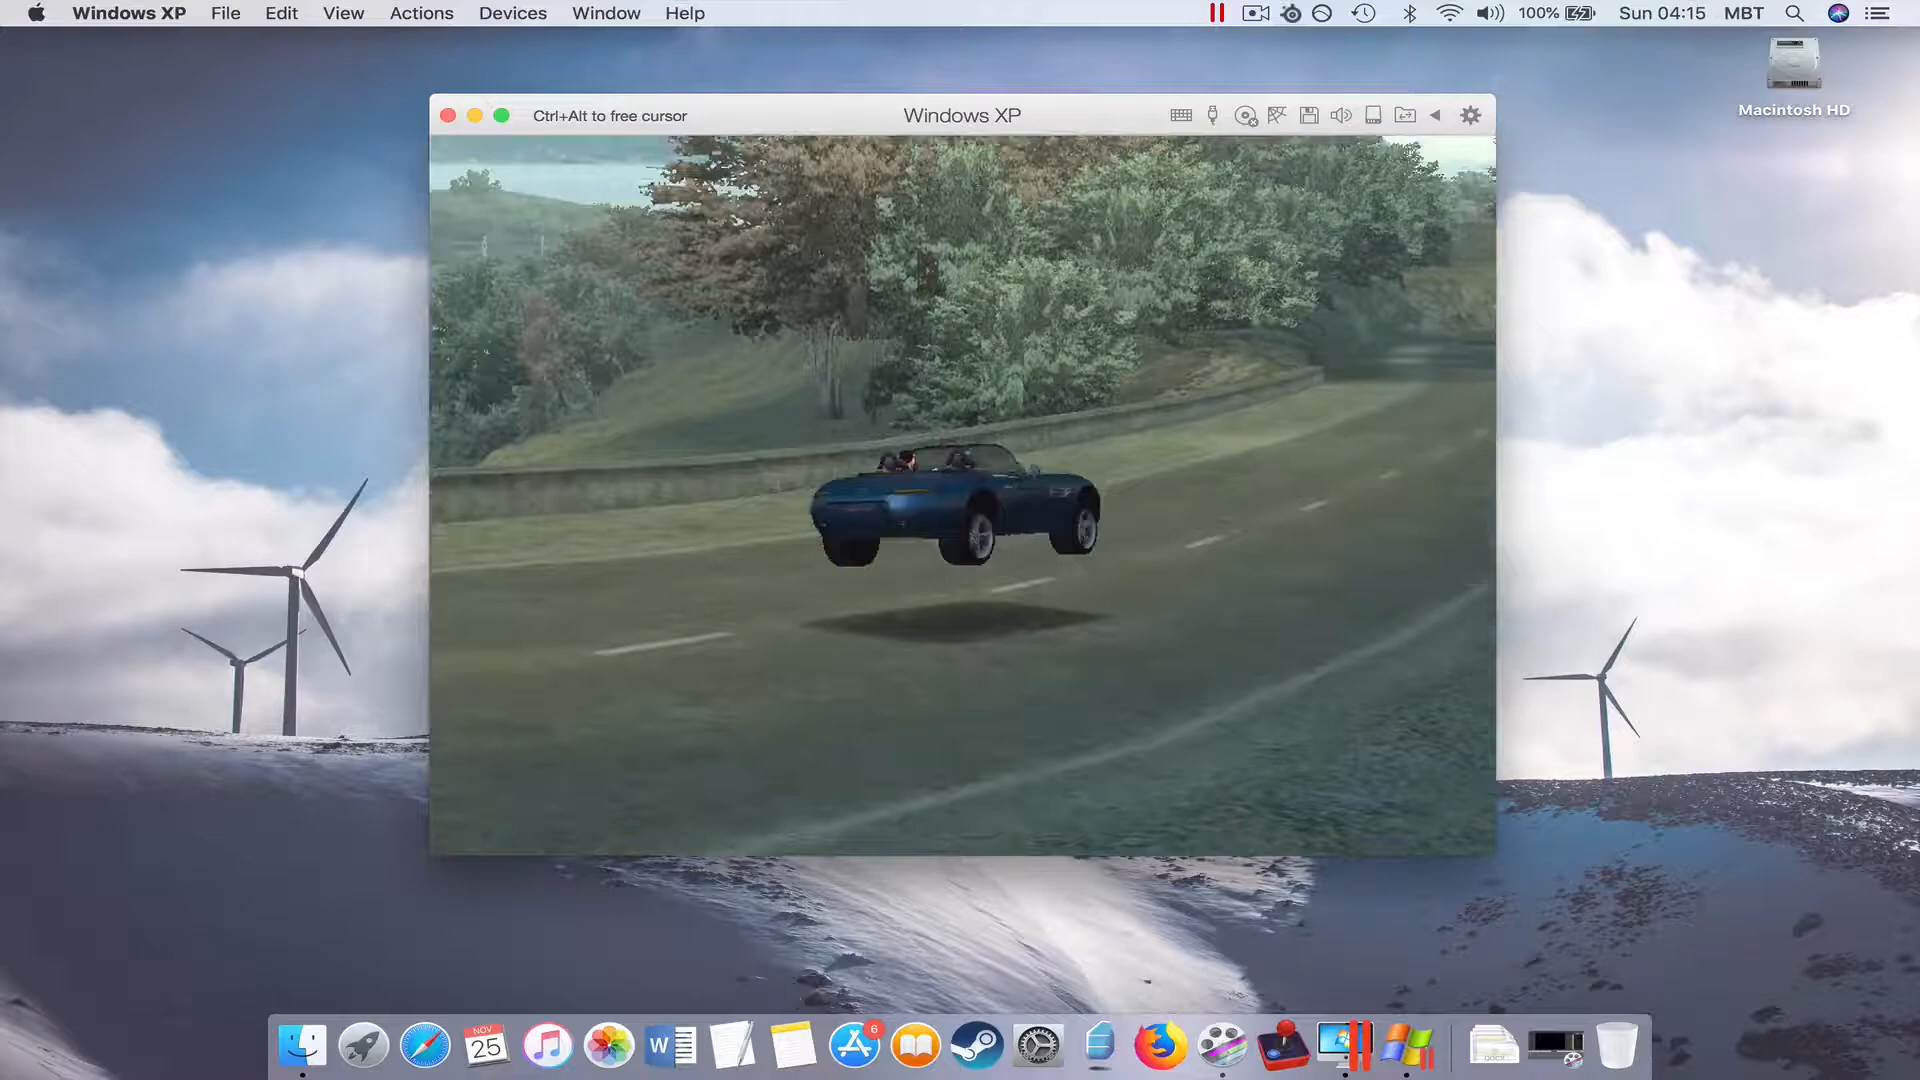 Windows XP File Edit View Actions Devices Window Help 100% Sun 04:15 MBT
Macintosh HD
Ctrl+Alt to free cursor Windows XP
NOV
25
6
W
DOCX